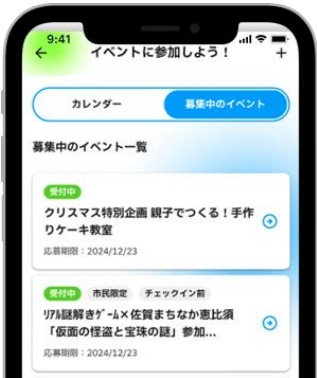 9:41
イベントに参加しよう！
カレンダー
募集中のイベント
募集中のイベント一覧
受付中
クリスマス特別企画 親子でつくる！手作
りケーキ教室
応募期限：2024/12/23
受付中 市民限定 チェックイン前
ﾘｱﾙ謎解きｹﾞｰﾑ×佐賀まちなか恵比須
「仮面の怪盗と宝珠の謎」参加...
応募期限：2024/12/23